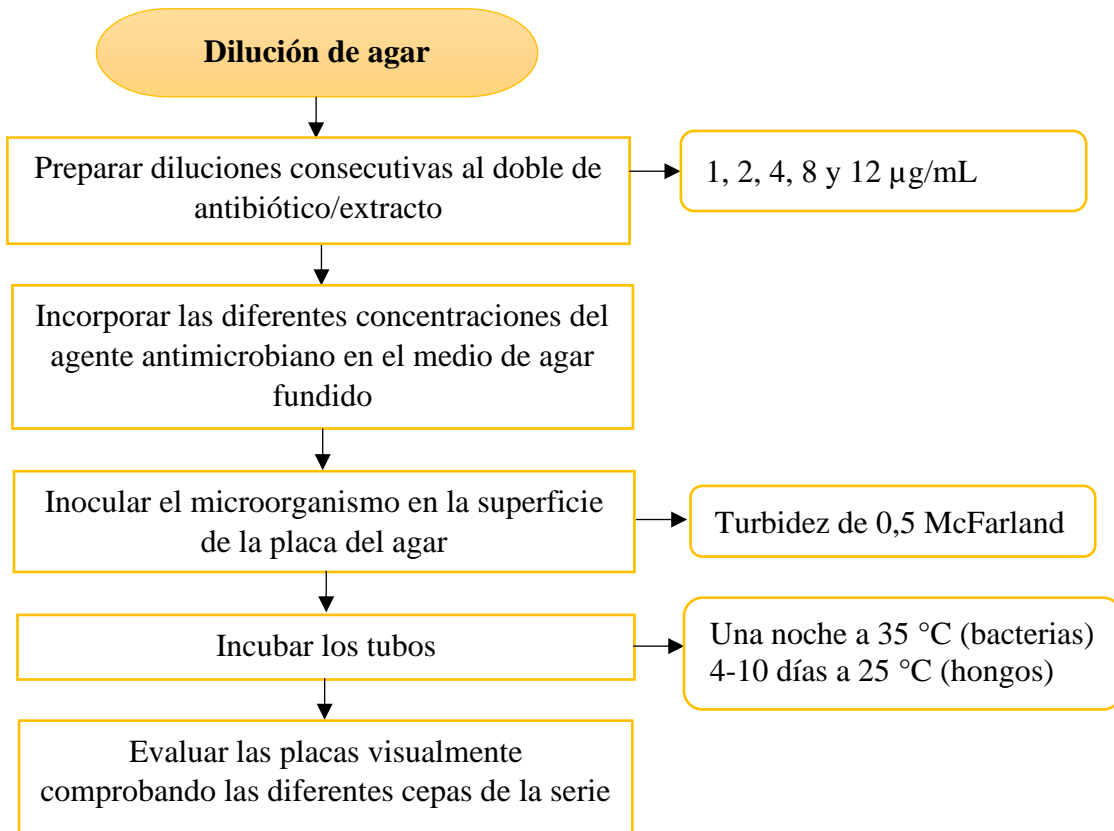 Dilución de agar
Preparar diluciones consecutivas al doble de
antibiótico/extracto
1, 2, 4, 8 y 12 µg/mL
Incorporar las diferentes concentraciones del
agente antimicrobiano en el medio de agar
fundido
Inocular el microorganismo en la superficie
de la placa del agar
Turbidez de 0,5 McFarland
Incubar los tubos
Una noche a 35 °C (bacterias)
4-10 días a 25 °C (hongos)
Evaluar las placas visualmente
comprobando las diferentes cepas de la serie